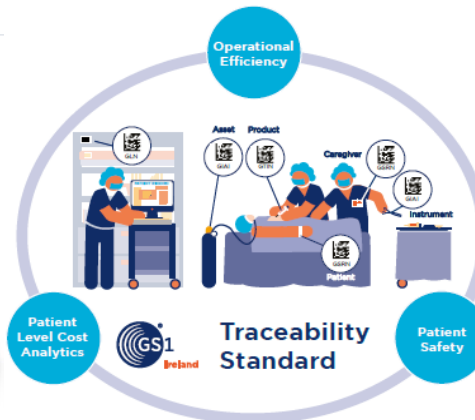 Operational
Efficiency
Asset
Product
GLN
GIAI
GTIN
Caregiver
GSRN
GIAI
Instrument
GSRN
Patient
Patient
Level Cost
Analytics
GS1
Ireland
Traceability
Standard
Patient
Safety